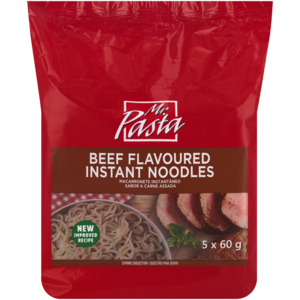 Mr.
Pasta
BEEF FLAVOURED
INSTANT NOODLES
MACARRONETE INSTANTÂNEO
SABOR A CARNE ASSADA
NEW
IMPROVED
RECIPE
5 x 60 g